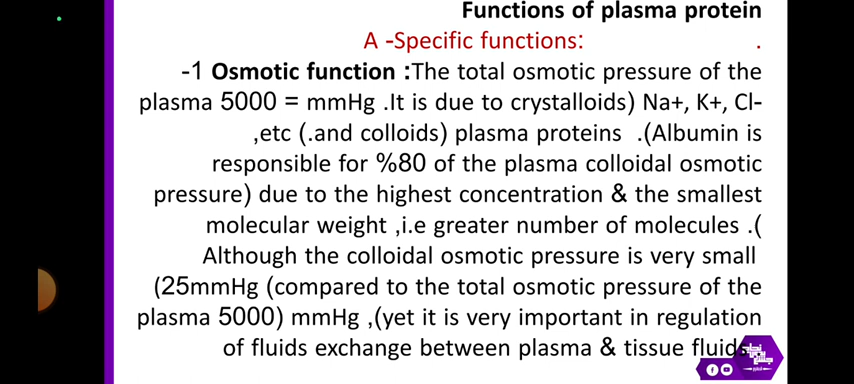 Functions of plasma protein
A -Specific functions: .
-1 Osmotic function :The total osmotic pressure of the
plasma 5000 = mmHg .It is due to crystalloids) Na+, K+, Cl-
,etc (.and colloids) plasma proteins .(Albumin is
responsible for %80 of the plasma colloidal osmotic
pressure) due to the highest concentration & the smallest
molecular weight ,i.e greater number of molecules .(
Although the colloidal osmotic pressure is very small
(25mmHg (compared to the total osmotic pressure of the
plasma 5000) mmHg ,(yet it is very important in regulation
of fluids exchange between plasma & tissue fluids